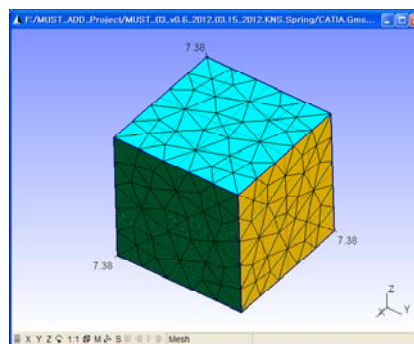 F:/MUST_ADD_Project/MUST_03_v0.6_2012.03.15_2012.KNS.Spring/CATIA.Gms...
7.38
7.38
7.38
Z
Y
X
X Y Z 1:1 M S Mesh